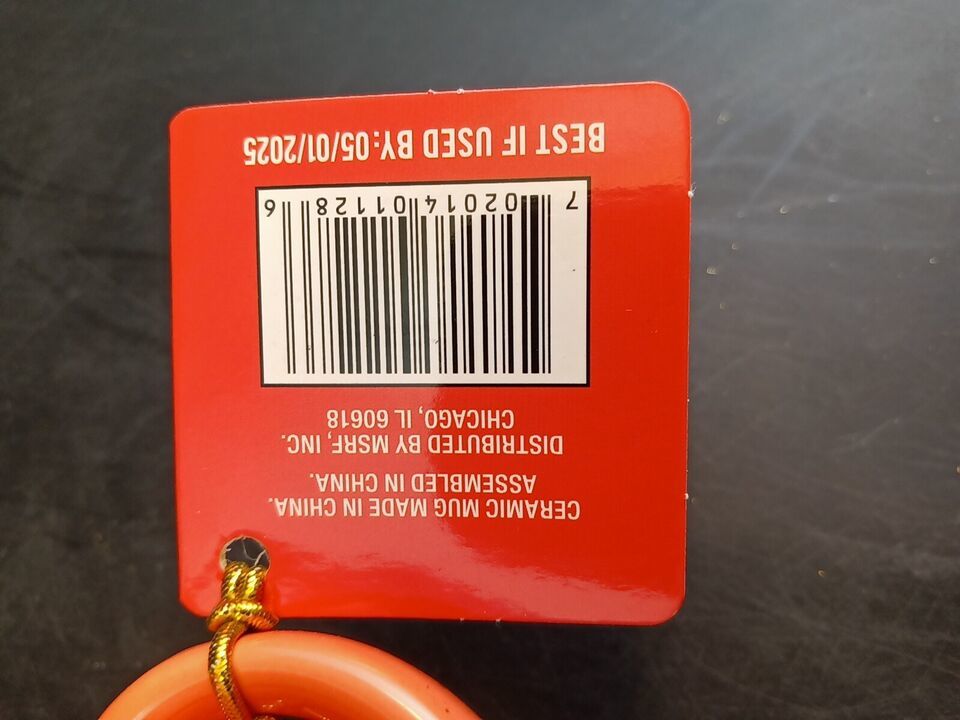 CERAMIC MUG MADE IN CHINA.
ASSEMBLED IN CHINA.
DISTRIBUTED BY MSRF, INC.
CHICAGO, IL 60618
7 02014 01128 6
BEST IF USED BY: 05/01/2025